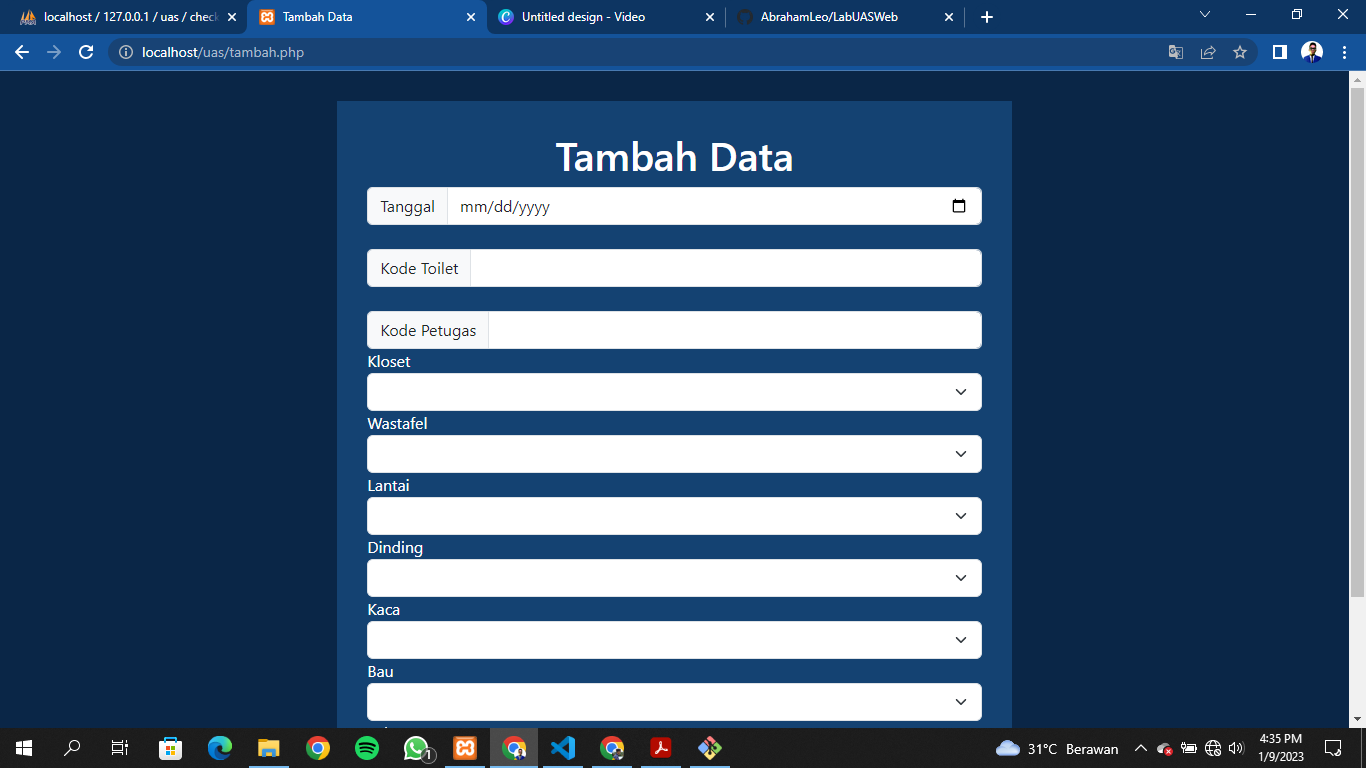 localhost / 127.0.0.1 / uas / check
Tambah Data
Untitled design - Video
AbrahamLeo/LabUASWeb
localhost/uas/tambah.php
Tambah Data
Tanggal mm/dd/yyyy
Kode Toilet
Kode Petugas
Kloset
Wastafel
Lantai
Dinding
Kaca
Bau
1
31°C Berawan
4:35 PM
1/9/2023